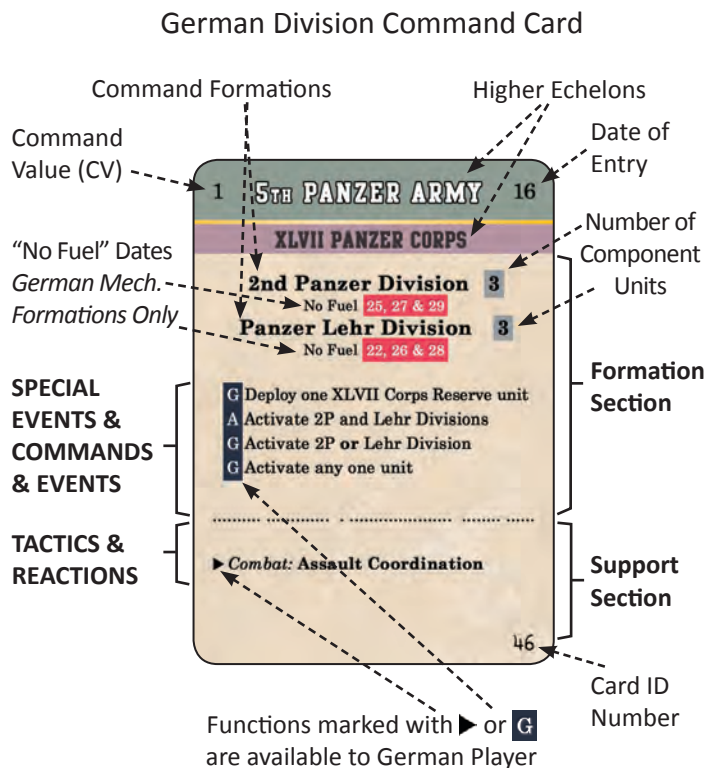 German Division Command Card
Command Formations
Higher Echelons
Command
Value (CV)
Date of
Entry
1 5TH PANZER ARMY 16
XLVII PANZER CORPS
"No Fuel" Dates
German Mech.
Formations Only
Number of
Component
Units
2nd Panzer Division 3
No Fuel 25, 27 & 29
Panzer Lehr Division 3
No Fuel 22, 26 & 28
Formation
Section
SPECIAL
EVENTS &
COMMANDS
& EVENTS
G Deploy one XLVII Corps Reserve unit
A Activate 2P and Lehr Divisions
G Activate 2P or Lehr Division
G Activate any one unit
TACTICS &
REACTIONS
▶ Combat: Assault Coordination
Support
Section
46
Card ID
Number
Functions marked with ▶ or G
are available to German Player